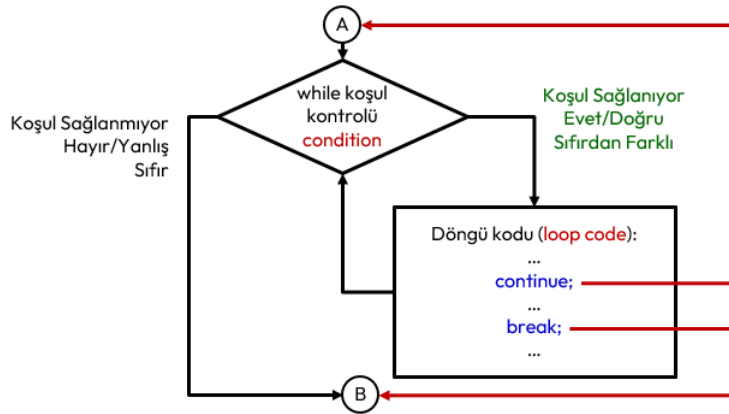 A
while koşul
kontrolü
condition
Koşul Sağlanmıyor
Hayır/Yanlış
Sıfır
Koşul Sağlanıyor
Evet/Doğru
Sıfırdan Farklı
Döngü kodu (loop code):
...
continue;
...
break;
...
B